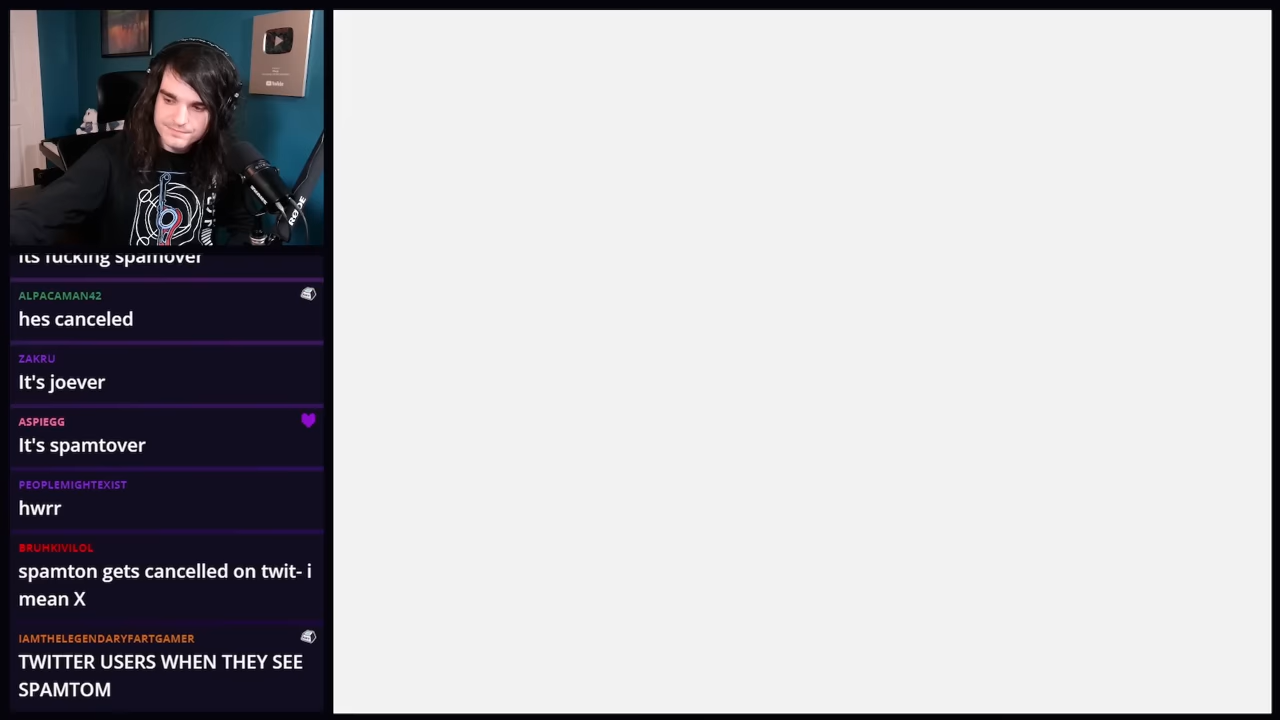 RØDE
its fucking spamover
ALPACAMAN42
hes canceled
ZAKRU
It's joever
ASPIEGG
It's spamtover
PEOPLEMIGHTEXIST
hwrr
BRUHKIVILOL
spamton gets cancelled on twit- i
mean X
IAMTHELEGENDARYFARTGAMER
TWITTER USERS WHEN THEY SEE
SPAMTOM